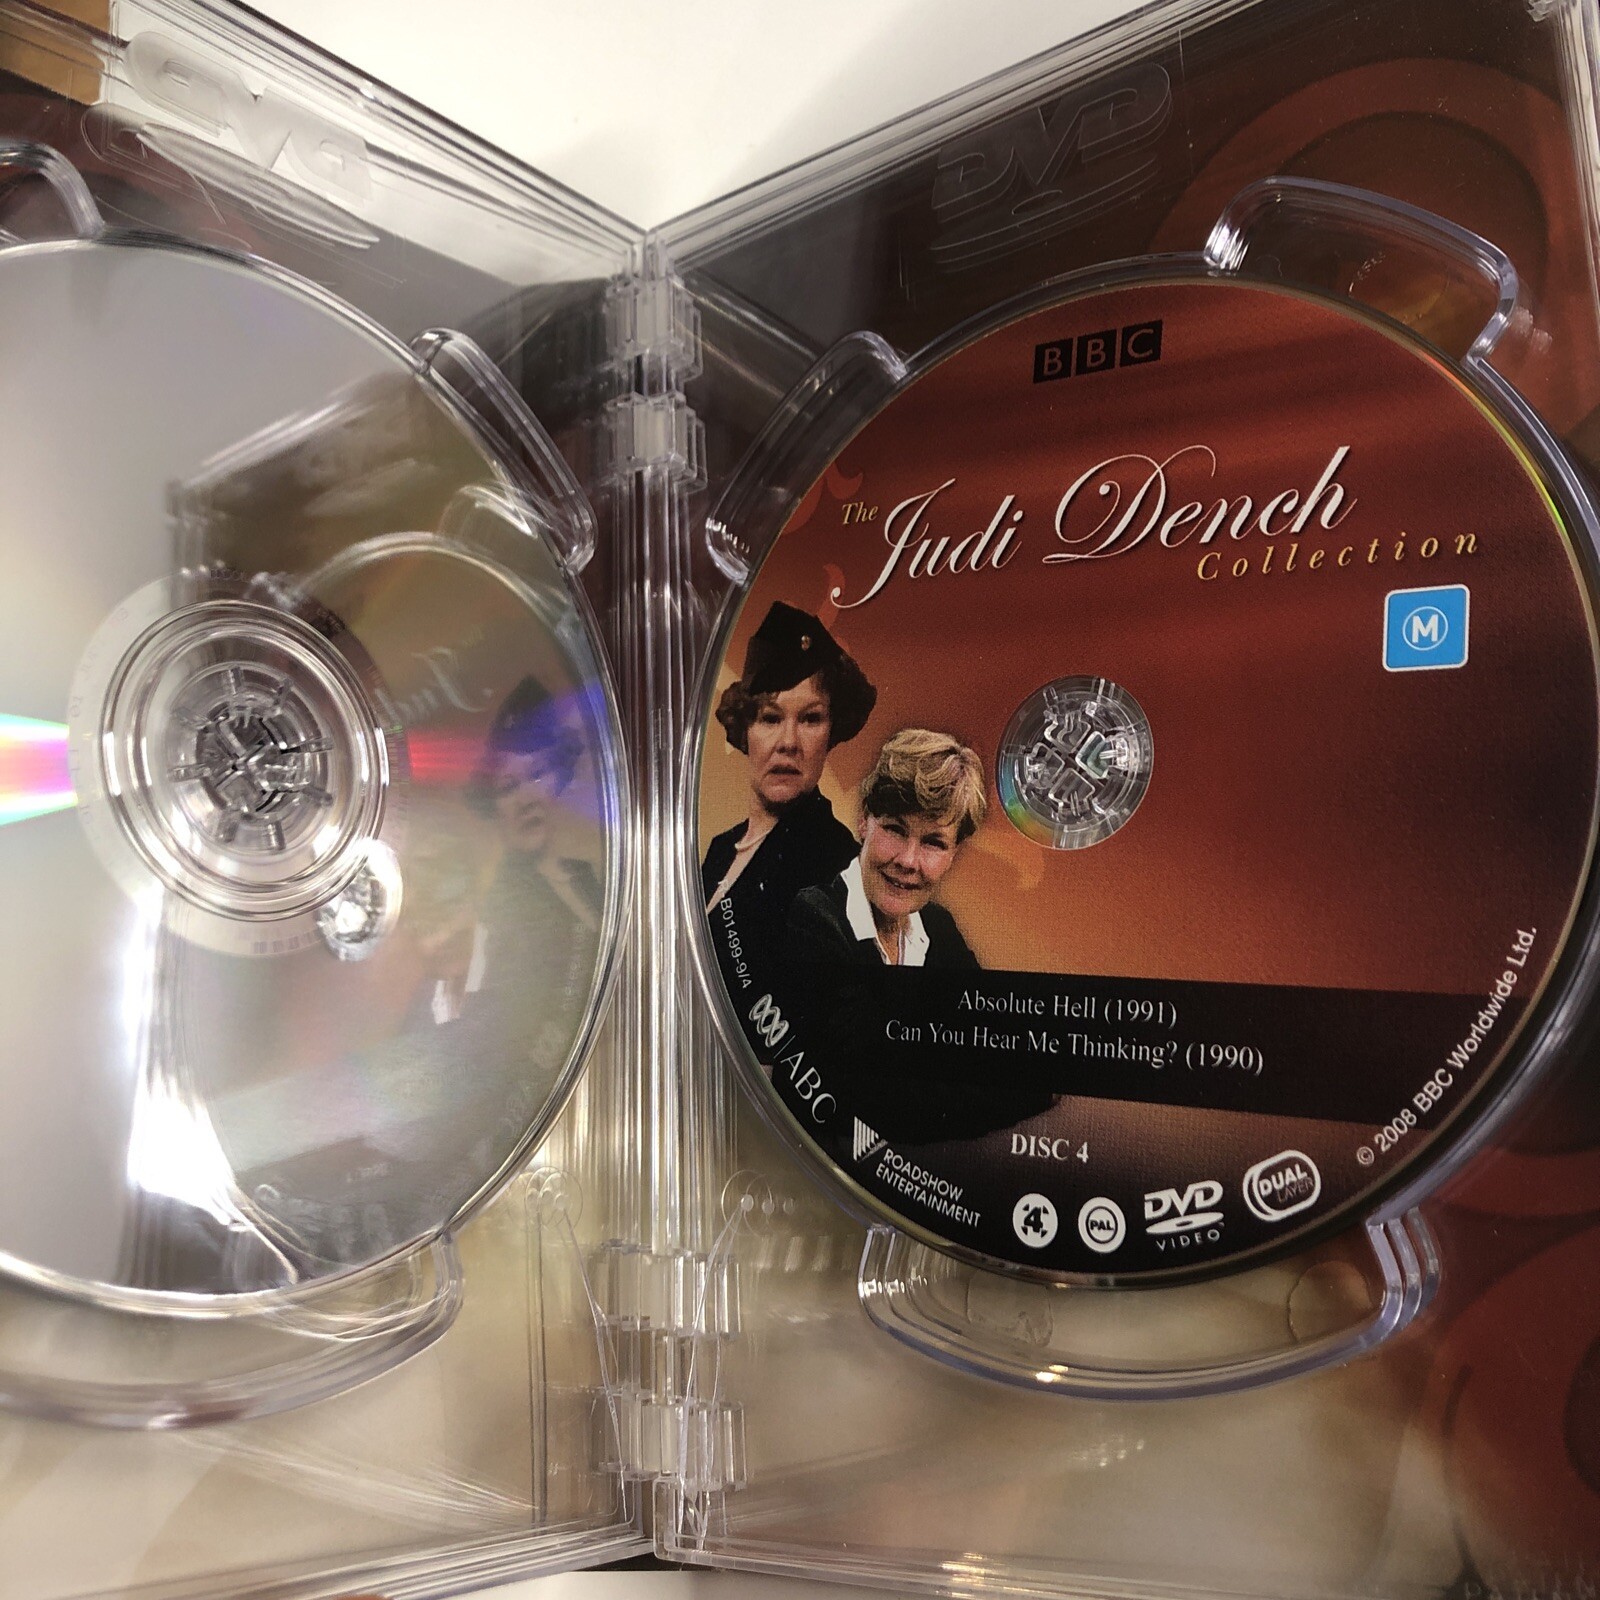 DVD
DVD
BBC
The Judi Dench
Collection
M
Absolute Hell (1991)
Can You Hear Me Thinking? (1990)
DISC 4
B01499-9/4
ABC
ROADSHOW
ENTERTAINMENT
4
PAL
DVD
VIDEO
DUAL
LAYER
© 2008 BBC Worldwide Ltd.